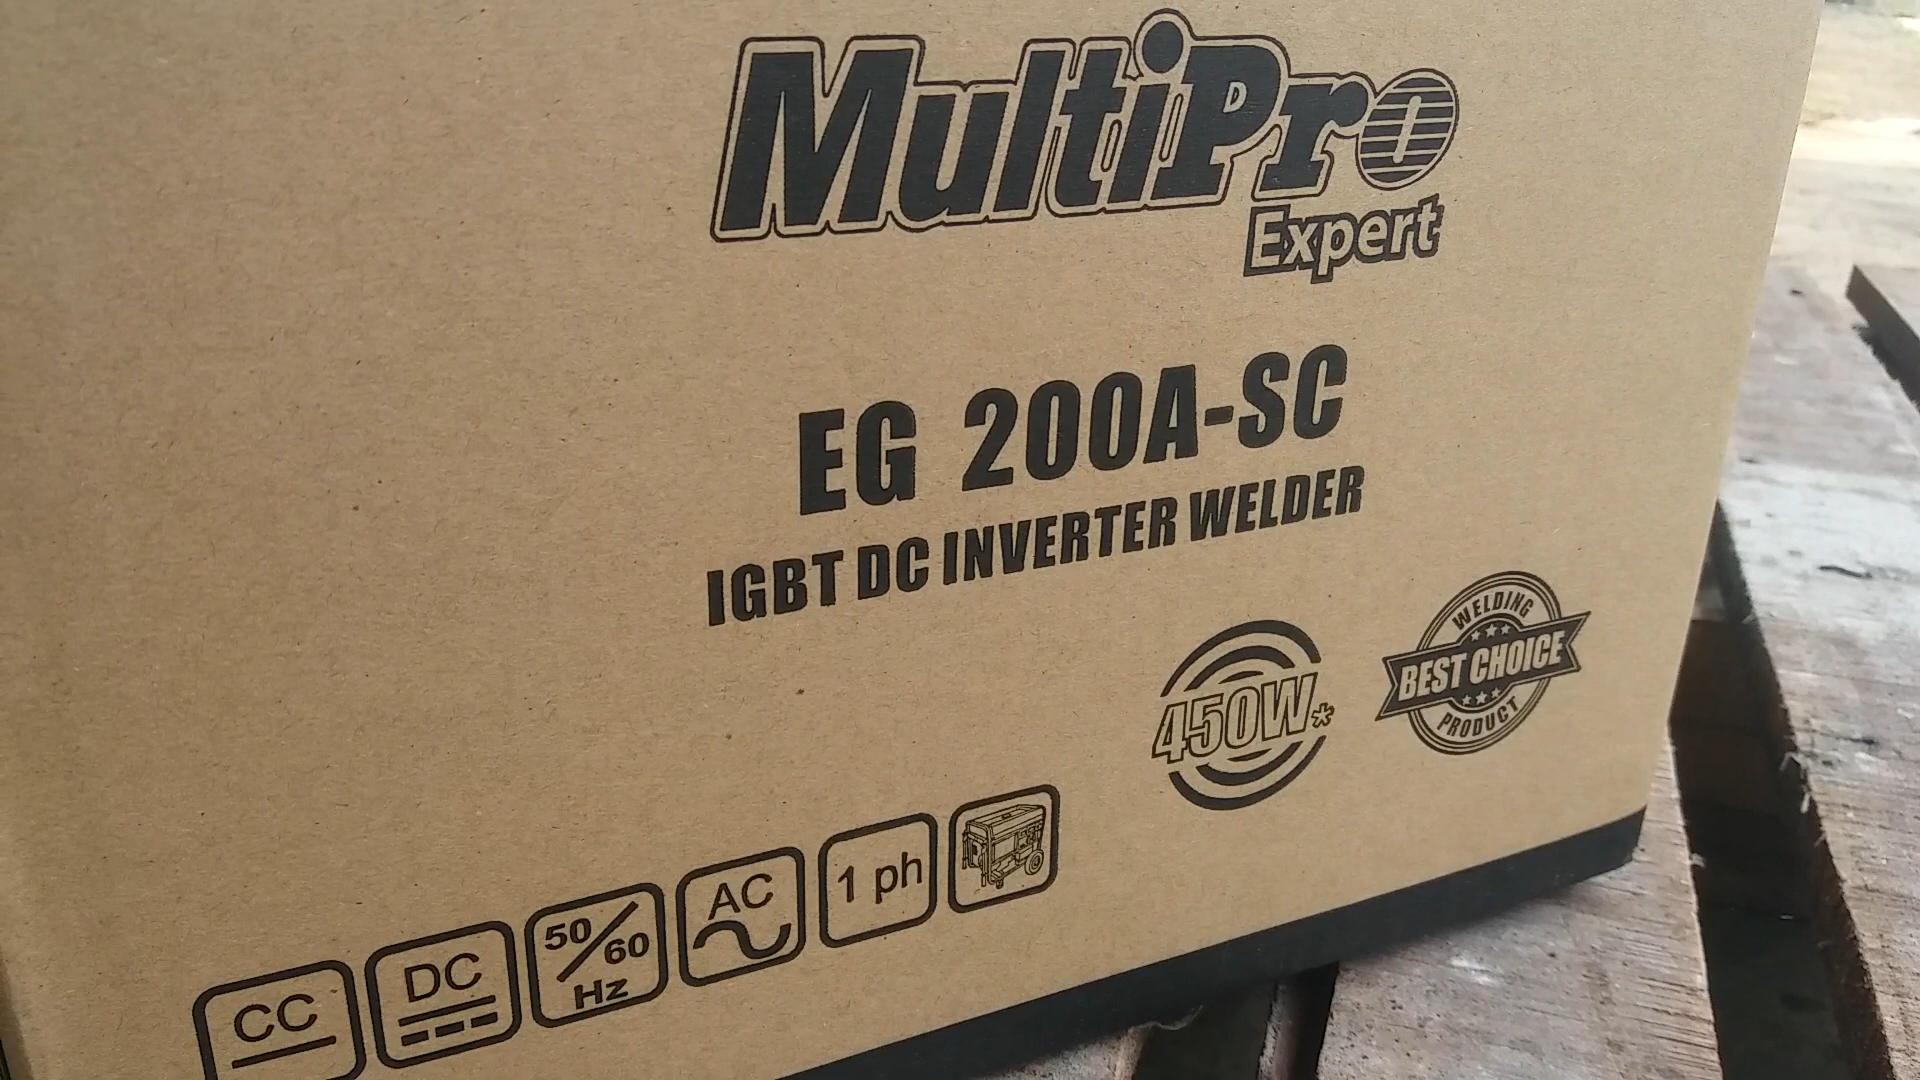 MultiPro
Expert
EG 200A-SC
IGBT DC INVERTER WELDER
450W*
WELDING
BEST CHOICE
PRODUCT
CC
DC
50/60
Hz
AC
1 ph